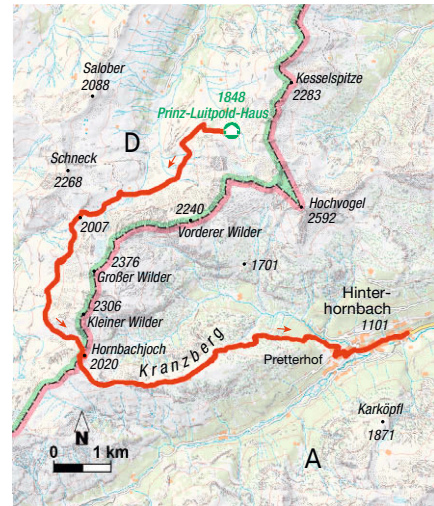 Salober
2088
1848
Prinz-Luitpold-Haus
Kesselspitze
2283
D
Schneck
2268
2007
2240
Vorderer Wilder
Hochvogel
2592
2376
Großer Wilder
1701
2306
Kleiner Wilder
Hinter-
hornbach
1101
Hornbachjoch
2020
Kranzberg
Pretterhof
Karköpfl
1871
N
0 1 km
A